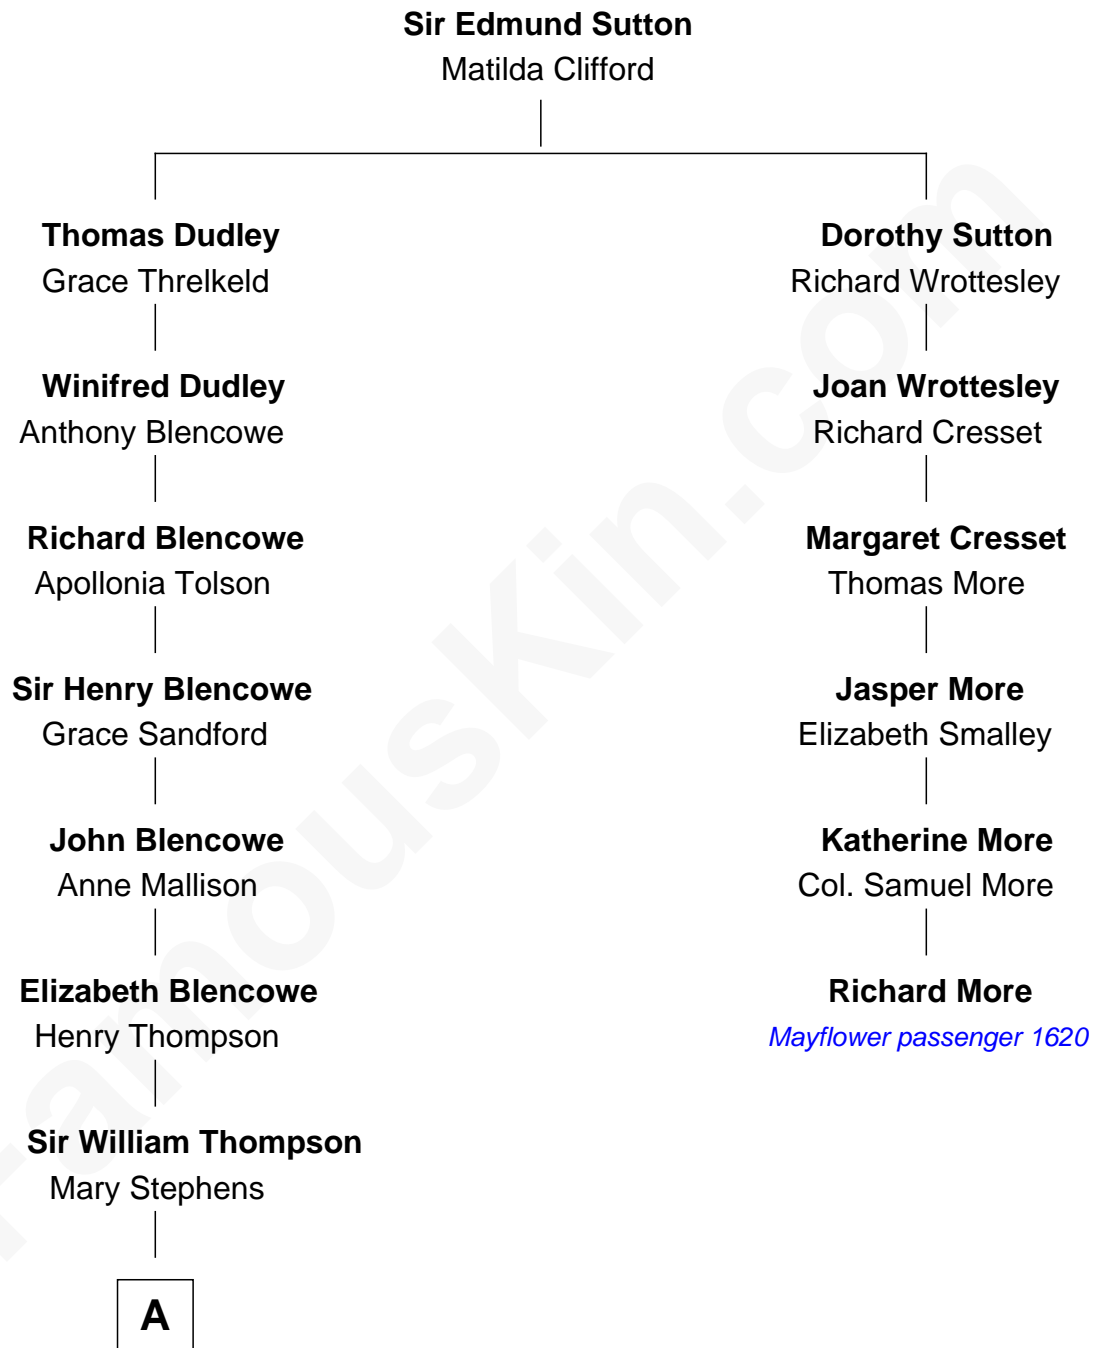 Sir Edmund Sutton
Matilda Clifford
Thomas Dudley
Grace Threlkeld
Dorothy Sutton
Richard Wrottesley
Winifred Dudley
Anthony Blencowe
Joan Wrottesley
Richard Cresset
Richard Blencowe
Apollonia Tolson
Margaret Cresset
Thomas More
Sir Henry Blencowe
Grace Sandford
Jasper More
Elizabeth Smalley
John Blencowe
Anne Mallison
Katherine More
Col. Samuel More
Elizabeth Blencowe
Henry Thompson
Richard More
Mayflower passenger 1620
Sir William Thompson
Mary Stephens
A
FamousKin.com